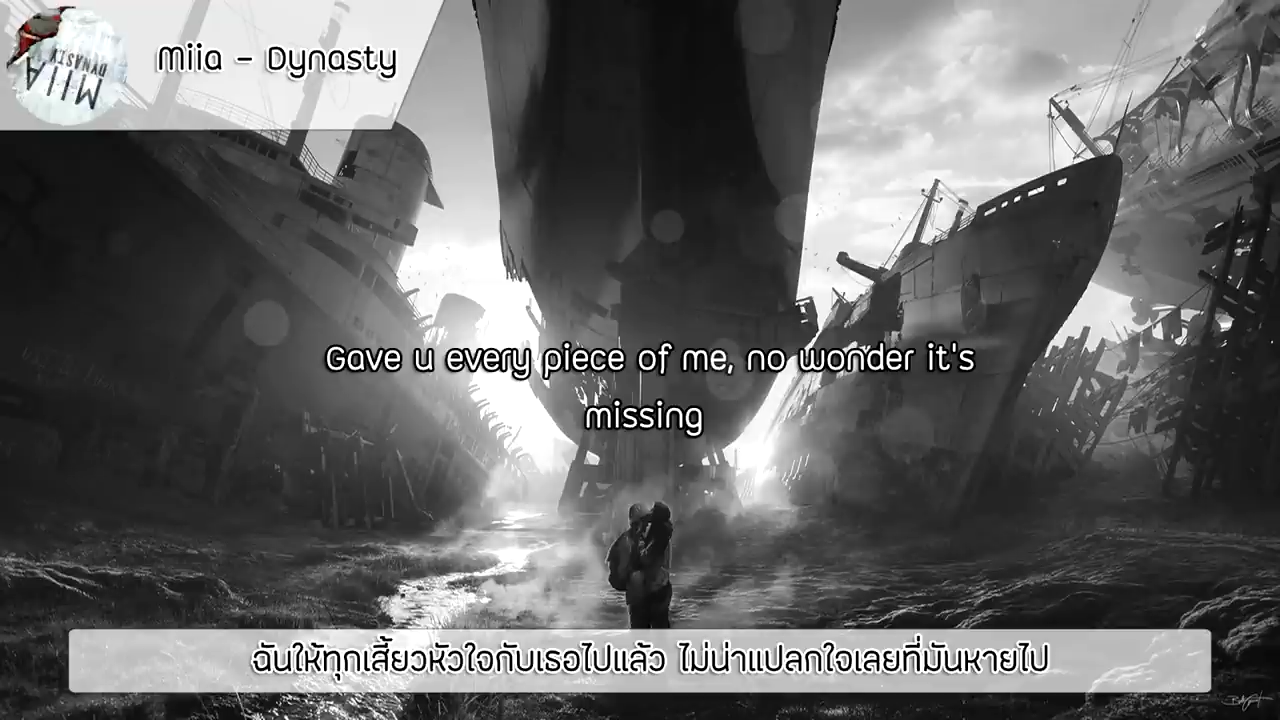 Miia - Dynasty
MIIA
DYNASTY
Gave u every piece of me, no wonder it's
missing
ฉันให้ทุกเสี้ยวหัวใจกับเธอไปแล้ว ไม่น่าแปลกใจเลยที่มันหายไป